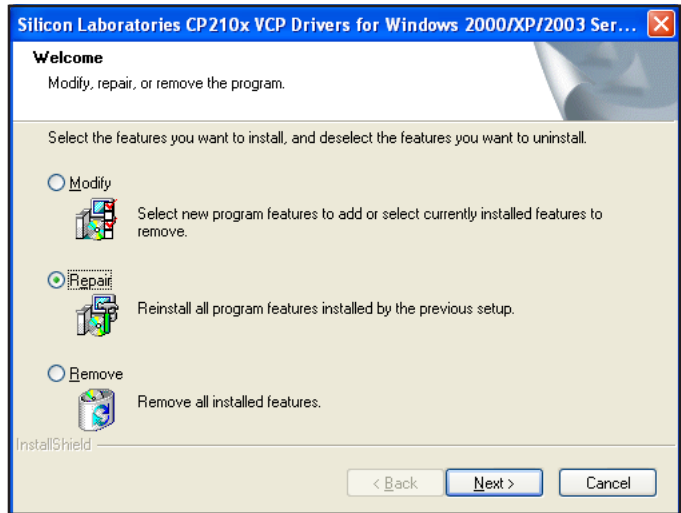 Silicon Laboratories CP210x VCP Drivers for Windows 2000/XP/2003 Ser...
Welcome
Modify, repair, or remove the program.
Select the features you want to install, and deselect the features you want to uninstall.
Modify
Select new program features to add or select currently installed features to
remove.
Repair
Reinstall all program features installed by the previous setup.
Remove
Remove all installed features.
InstallShield
< Back
Next >
Cancel